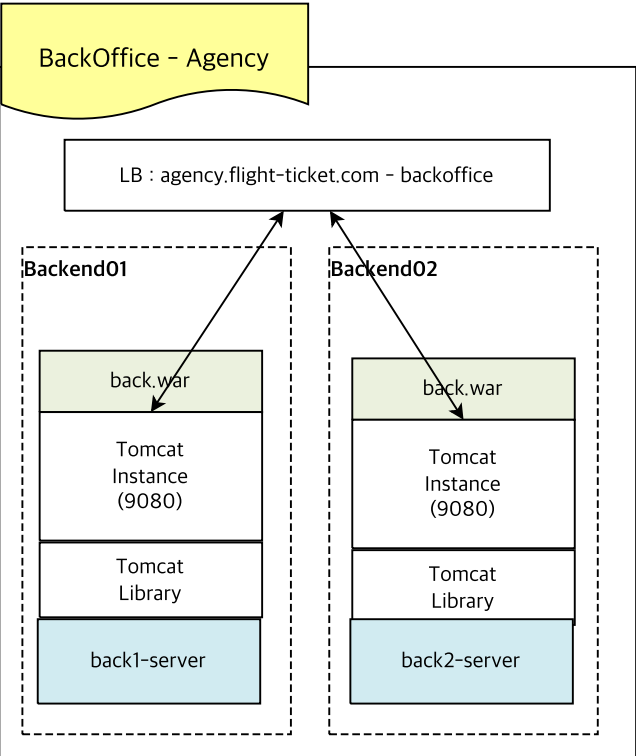 BackOffice - Agency
LB : agency.flight-ticket.com - backoffice
Backend01
back.war
Tomcat
Instance
(9080)
Tomcat
Library
back1-server
Backend02
back.war
Tomcat
Instance
(9080)
Tomcat
Library
back2-server